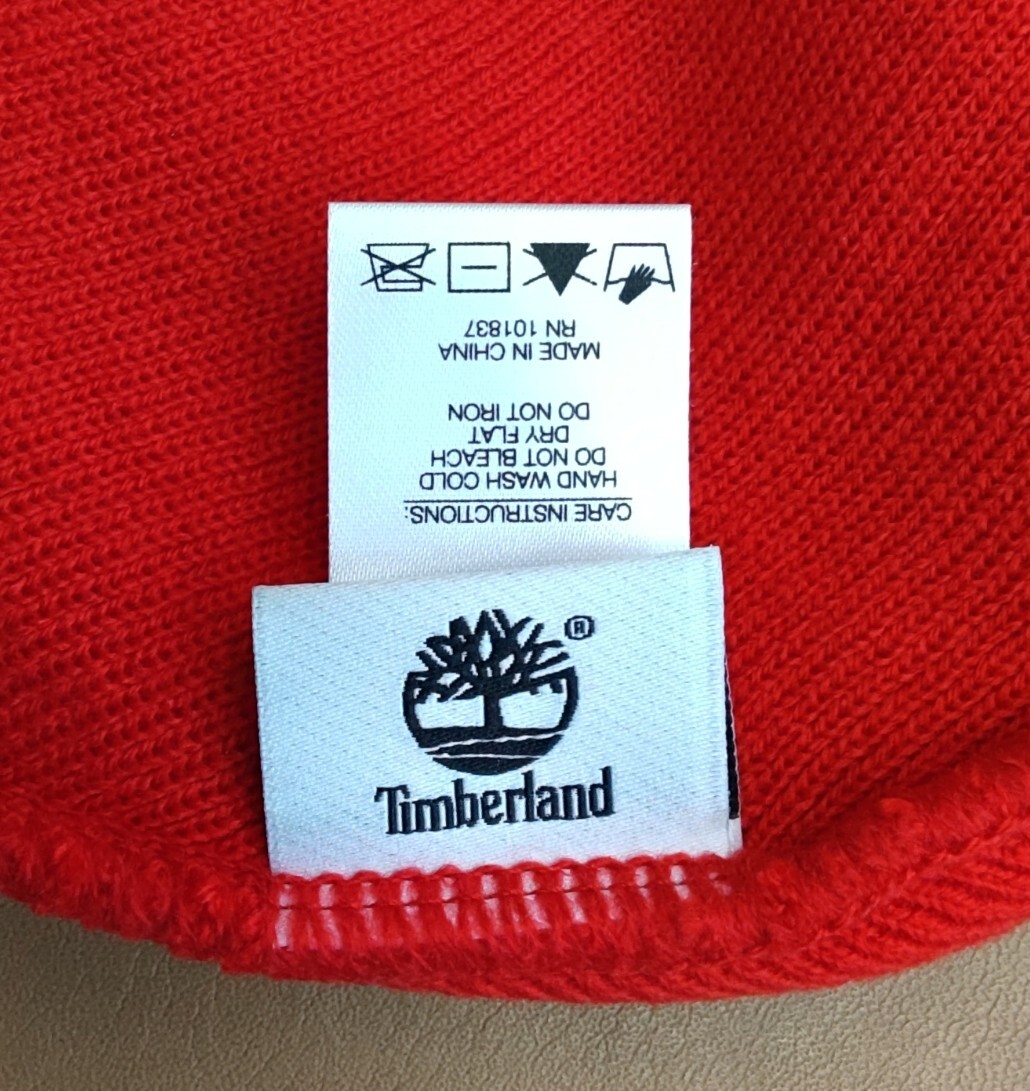 CARE INSTRUCTIONS:
HAND WASH COLD
DO NOT BLEACH
DRY FLAT
DO NOT IRON
MADE IN CHINA
RN 101837
®
Timberland